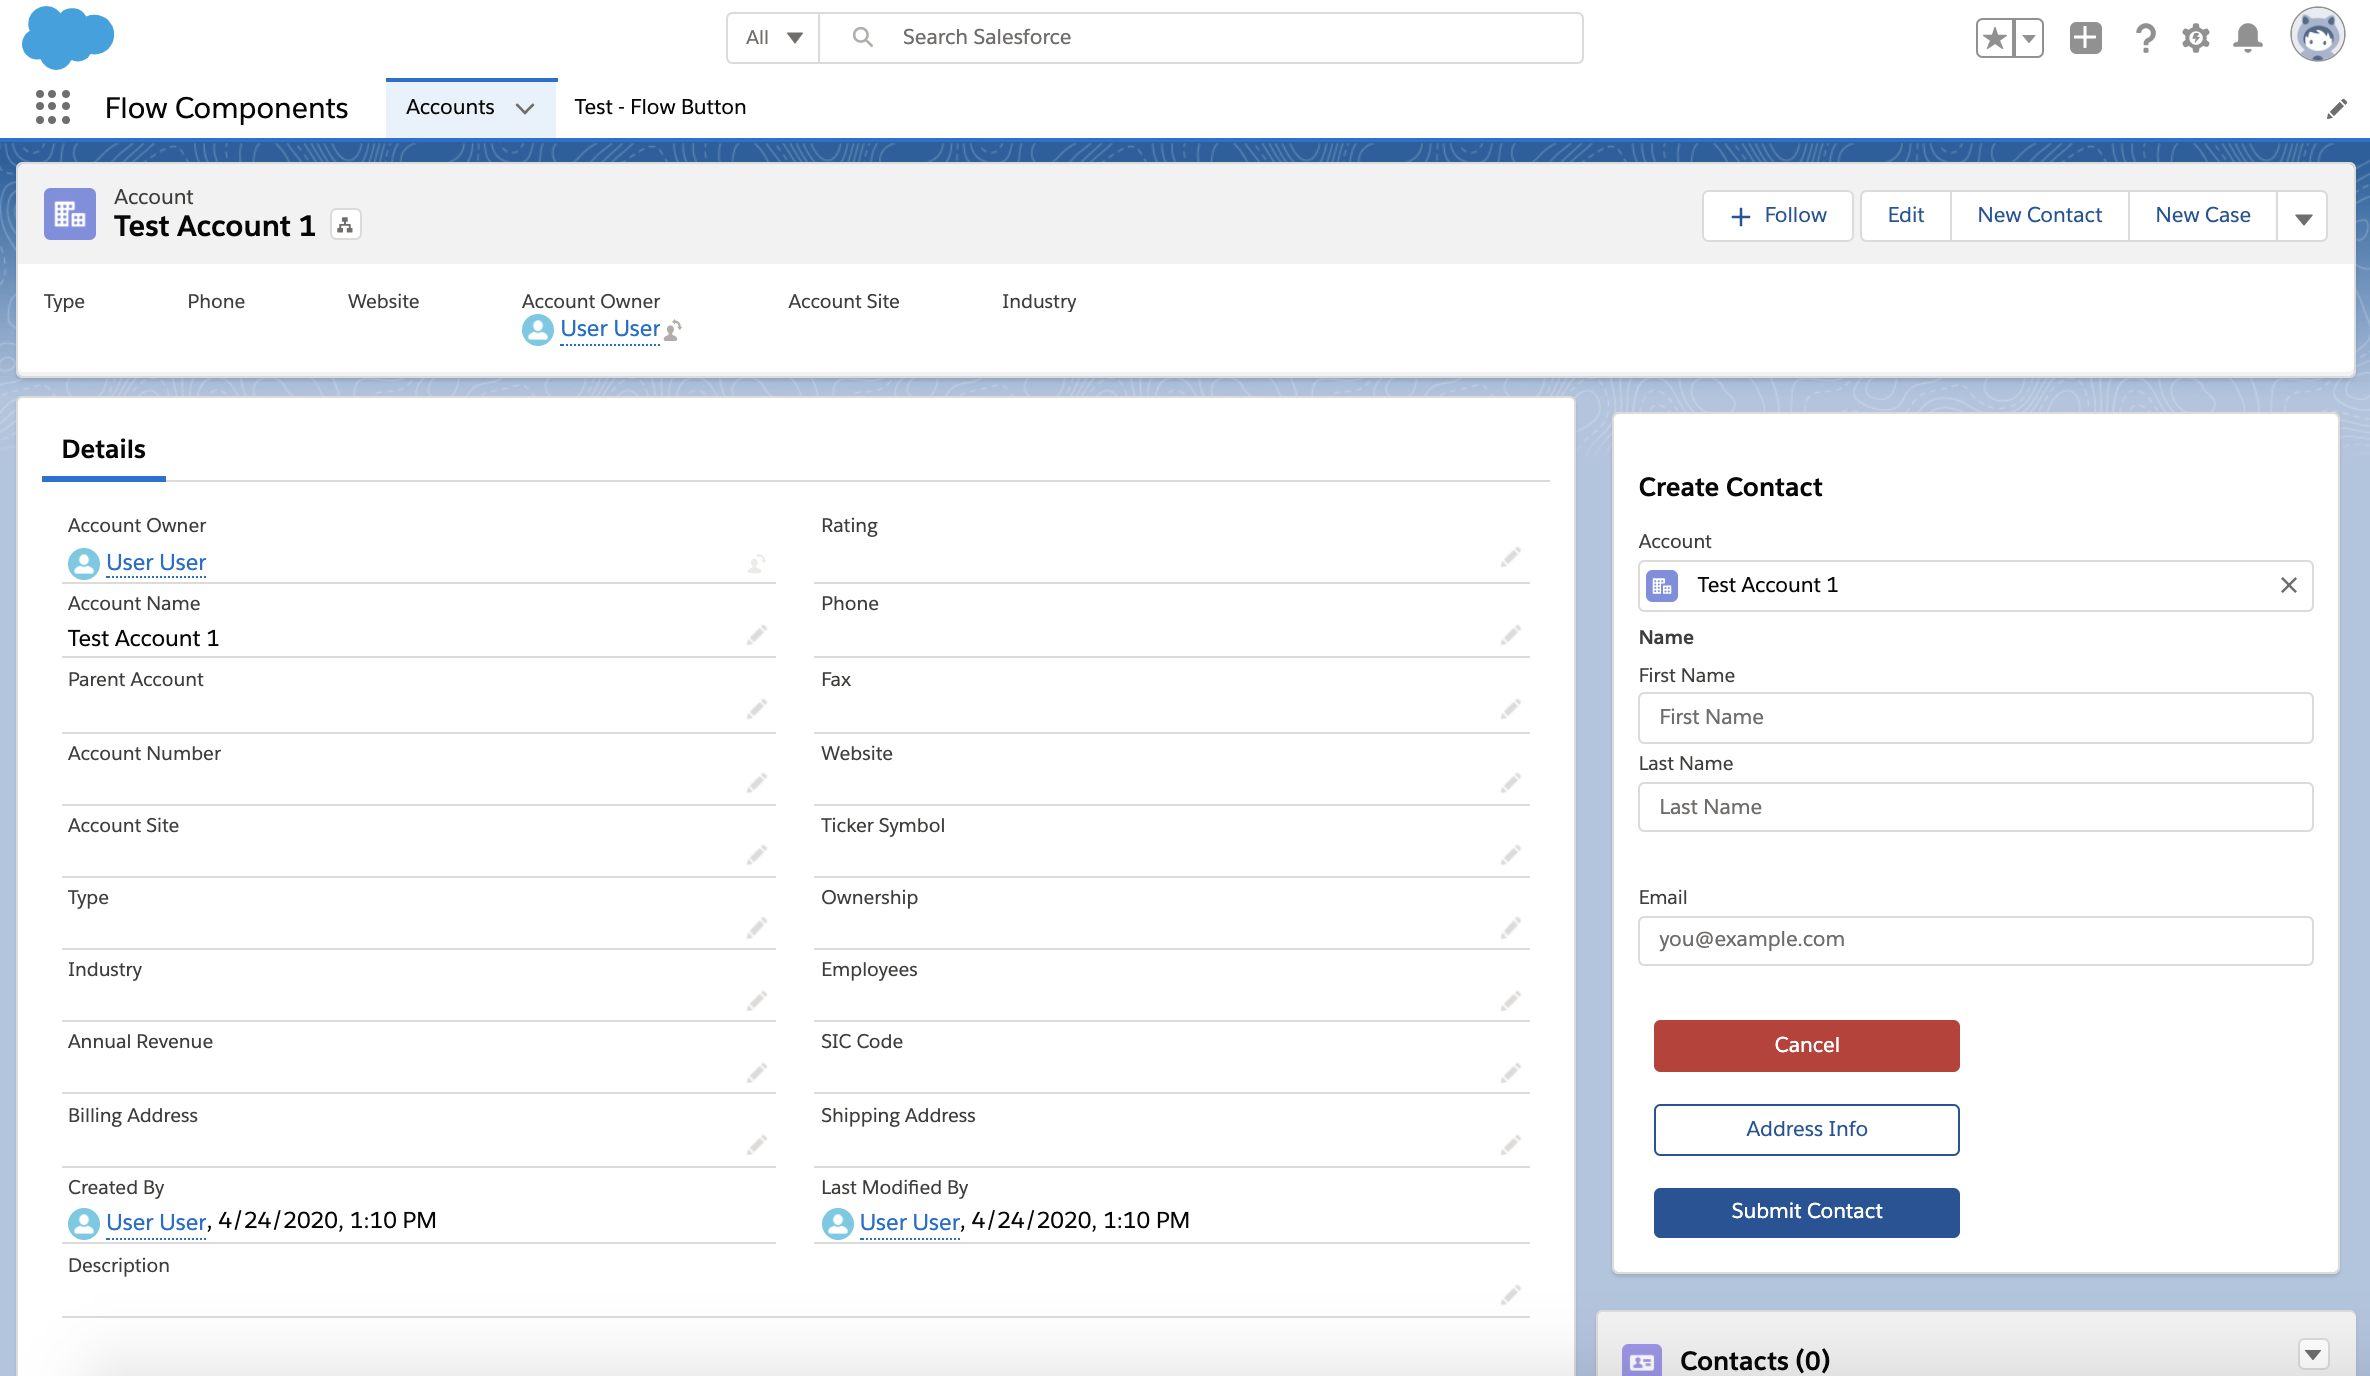 All
Search Salesforce
Flow Components
Accounts
Test - Flow Button
Account
Test Account 1
Follow
Edit
New Contact
New Case
Type
Phone
Website
Account Owner
Account Site
Industry
User User
Details
Account Owner
User User
Rating
Account Name
Test Account 1
Phone
Parent Account
Fax
Account Number
Website
Account Site
Ticker Symbol
Type
Ownership
Industry
Employees
Annual Revenue
SIC Code
Billing Address
Shipping Address
Created By
User User, 4/24/2020, 1:10 PM
Last Modified By
User User, 4/24/2020, 1:10 PM
Description
Create Contact
Account
Test Account 1
Name
First Name
First Name
Last Name
Last Name
Email
you@example.com
Cancel
Address Info
Submit Contact
Contacts (0)